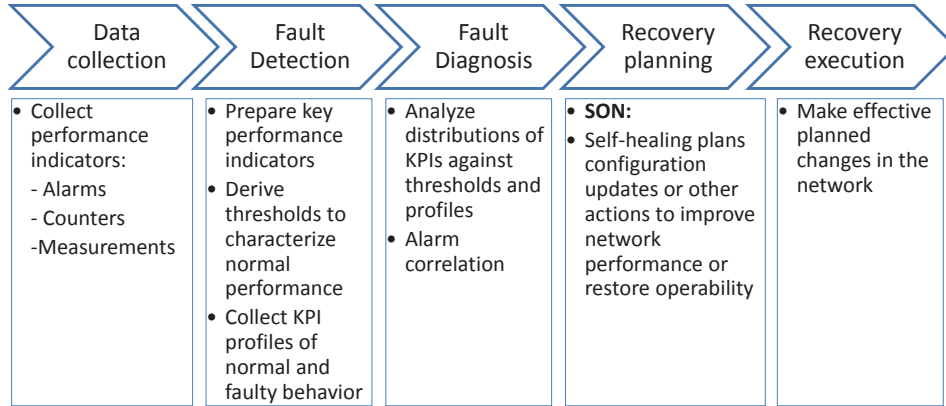 Data
collection
Fault
Detection
Fault
Diagnosis
Recovery
planning
Recovery
execution
• Collect
performance
indicators:
- Alarms
- Counters
-Measurements
• Prepare key
performance
indicators
• Derive
thresholds to
characterize
normal
performance
• Collect KPI
profiles of
normal and
faulty behavior
• Analyze
distributions of
KPIs against
thresholds and
profiles
• Alarm
correlation
• SON:
• Self-healing plans
configuration
updates or other
actions to improve
network
performance or
restore operability
• Make effective
planned
changes in the
network